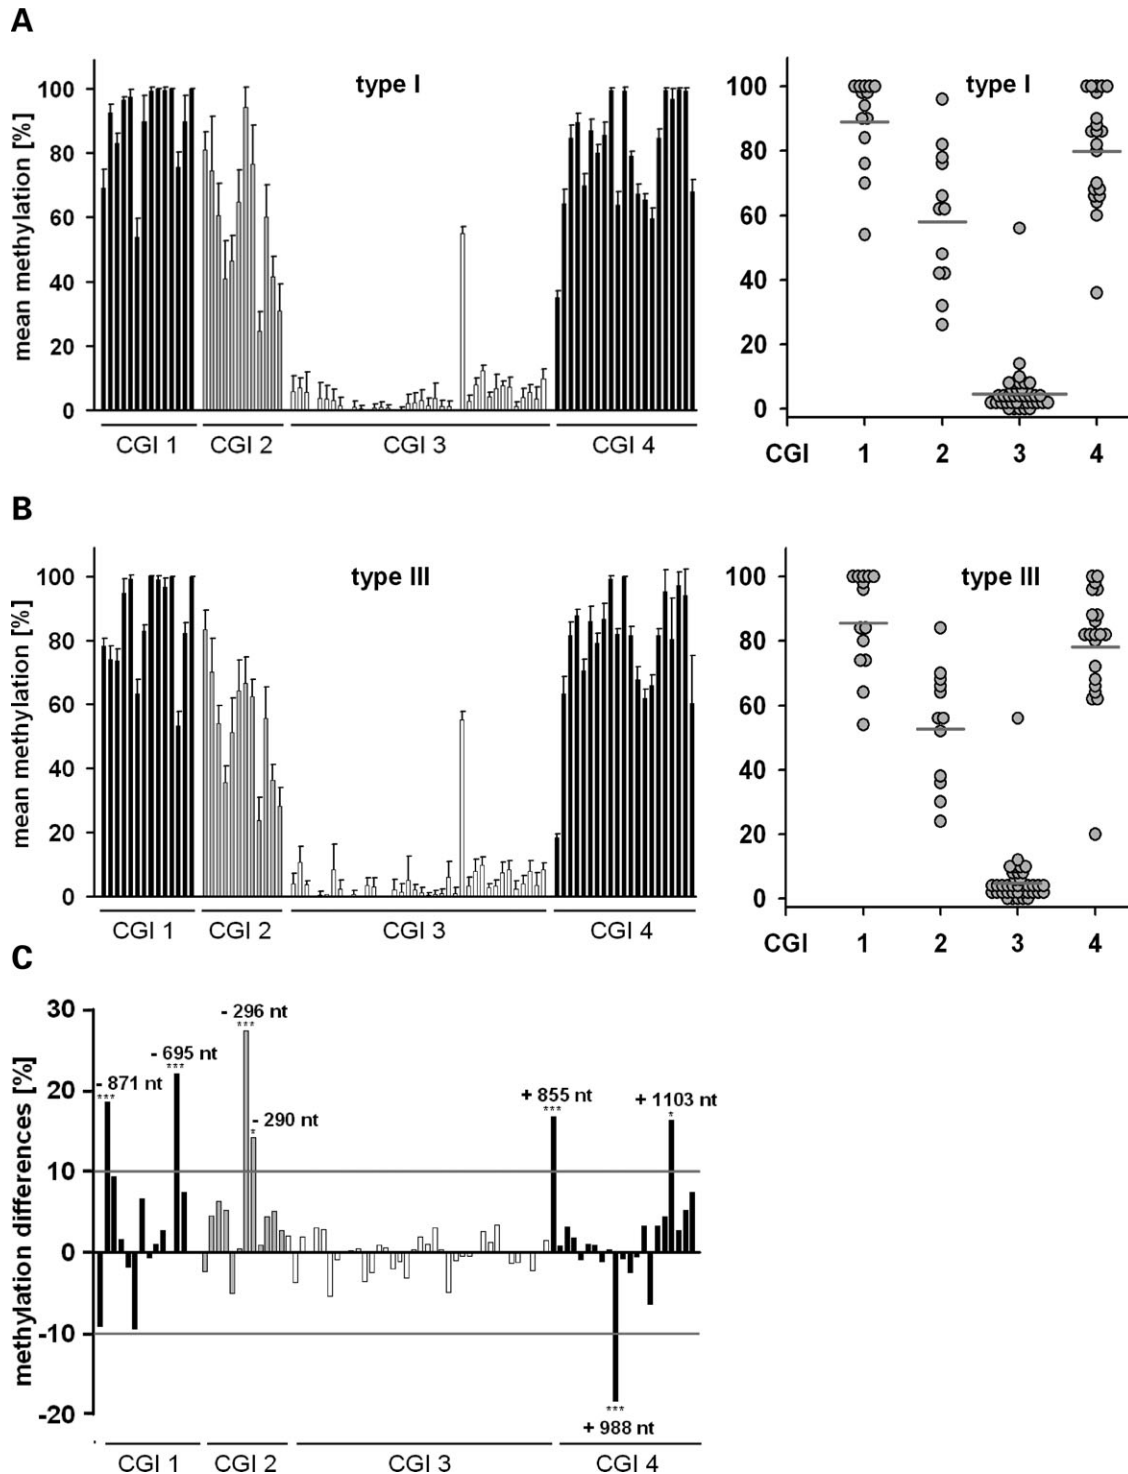 A
type I
mean methylation [%]
100
80
60
40
20
0
CGI 1 CGI 2 CGI 3 CGI 4
type I
100
80
60
40
20
0
CGI 1 2 3 4
B
type III
mean methylation [%]
100
80
60
40
20
0
CGI 1 CGI 2 CGI 3 CGI 4
type III
100
80
60
40
20
0
CGI 1 2 3 4
C
methylation differences [%]
30
20
10
0
-10
-20
- 871 nt
***
- 695 nt
***
- 296 nt
***
- 290 nt
*
+ 855 nt
***
+ 1103 nt
*
***
+ 988 nt
CGI 1 CGI 2 CGI 3 CGI 4